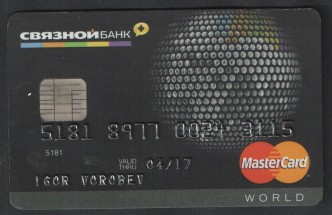 СВЯЗНОЙ БАНК
5181 8977 0024 3115
5181
VALID THRU 04/17
IGOR VOROBEV
MasterCard
WORLD